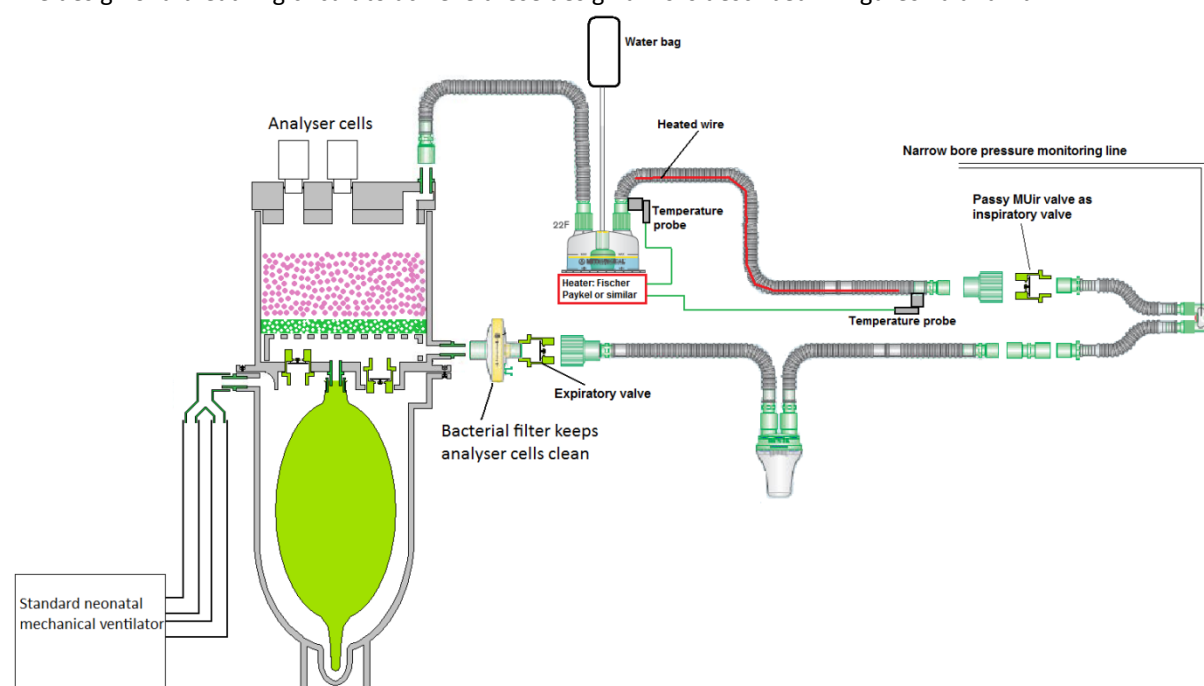 Water bag
Analyser cells
Heated wire
Narrow bore pressure monitoring line
Passy MUir valve as
inspiratory valve
Temperature
probe
22F
Heater: Fischer
Paykel or similar
Temperature probe
Expiratory valve
Bacterial filter keeps
analyser cells clean
Standard neonatal
mechanical ventilator